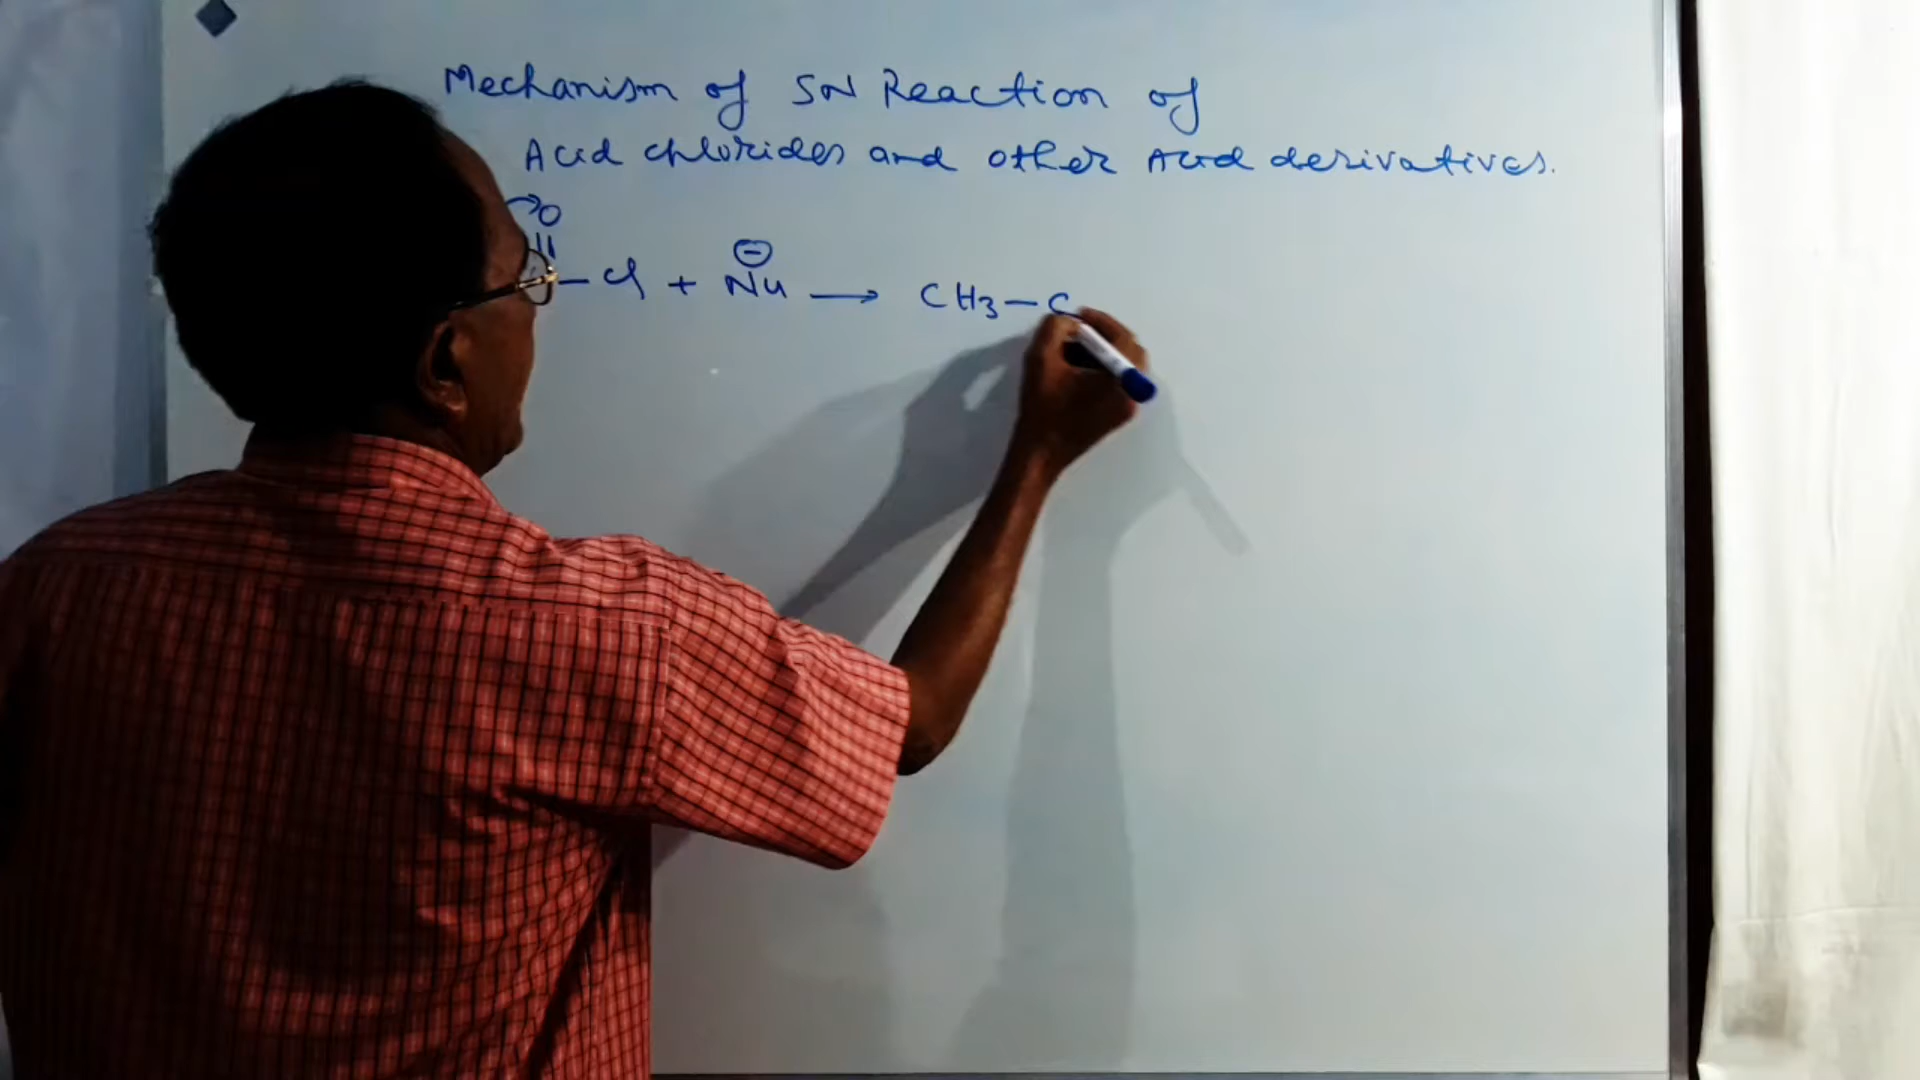 Mechanism of SN Reaction of
Acid chlorides and other Acid derivatives.
O
|| ⊖
— Cl + Nu ⟶ CH3 — C